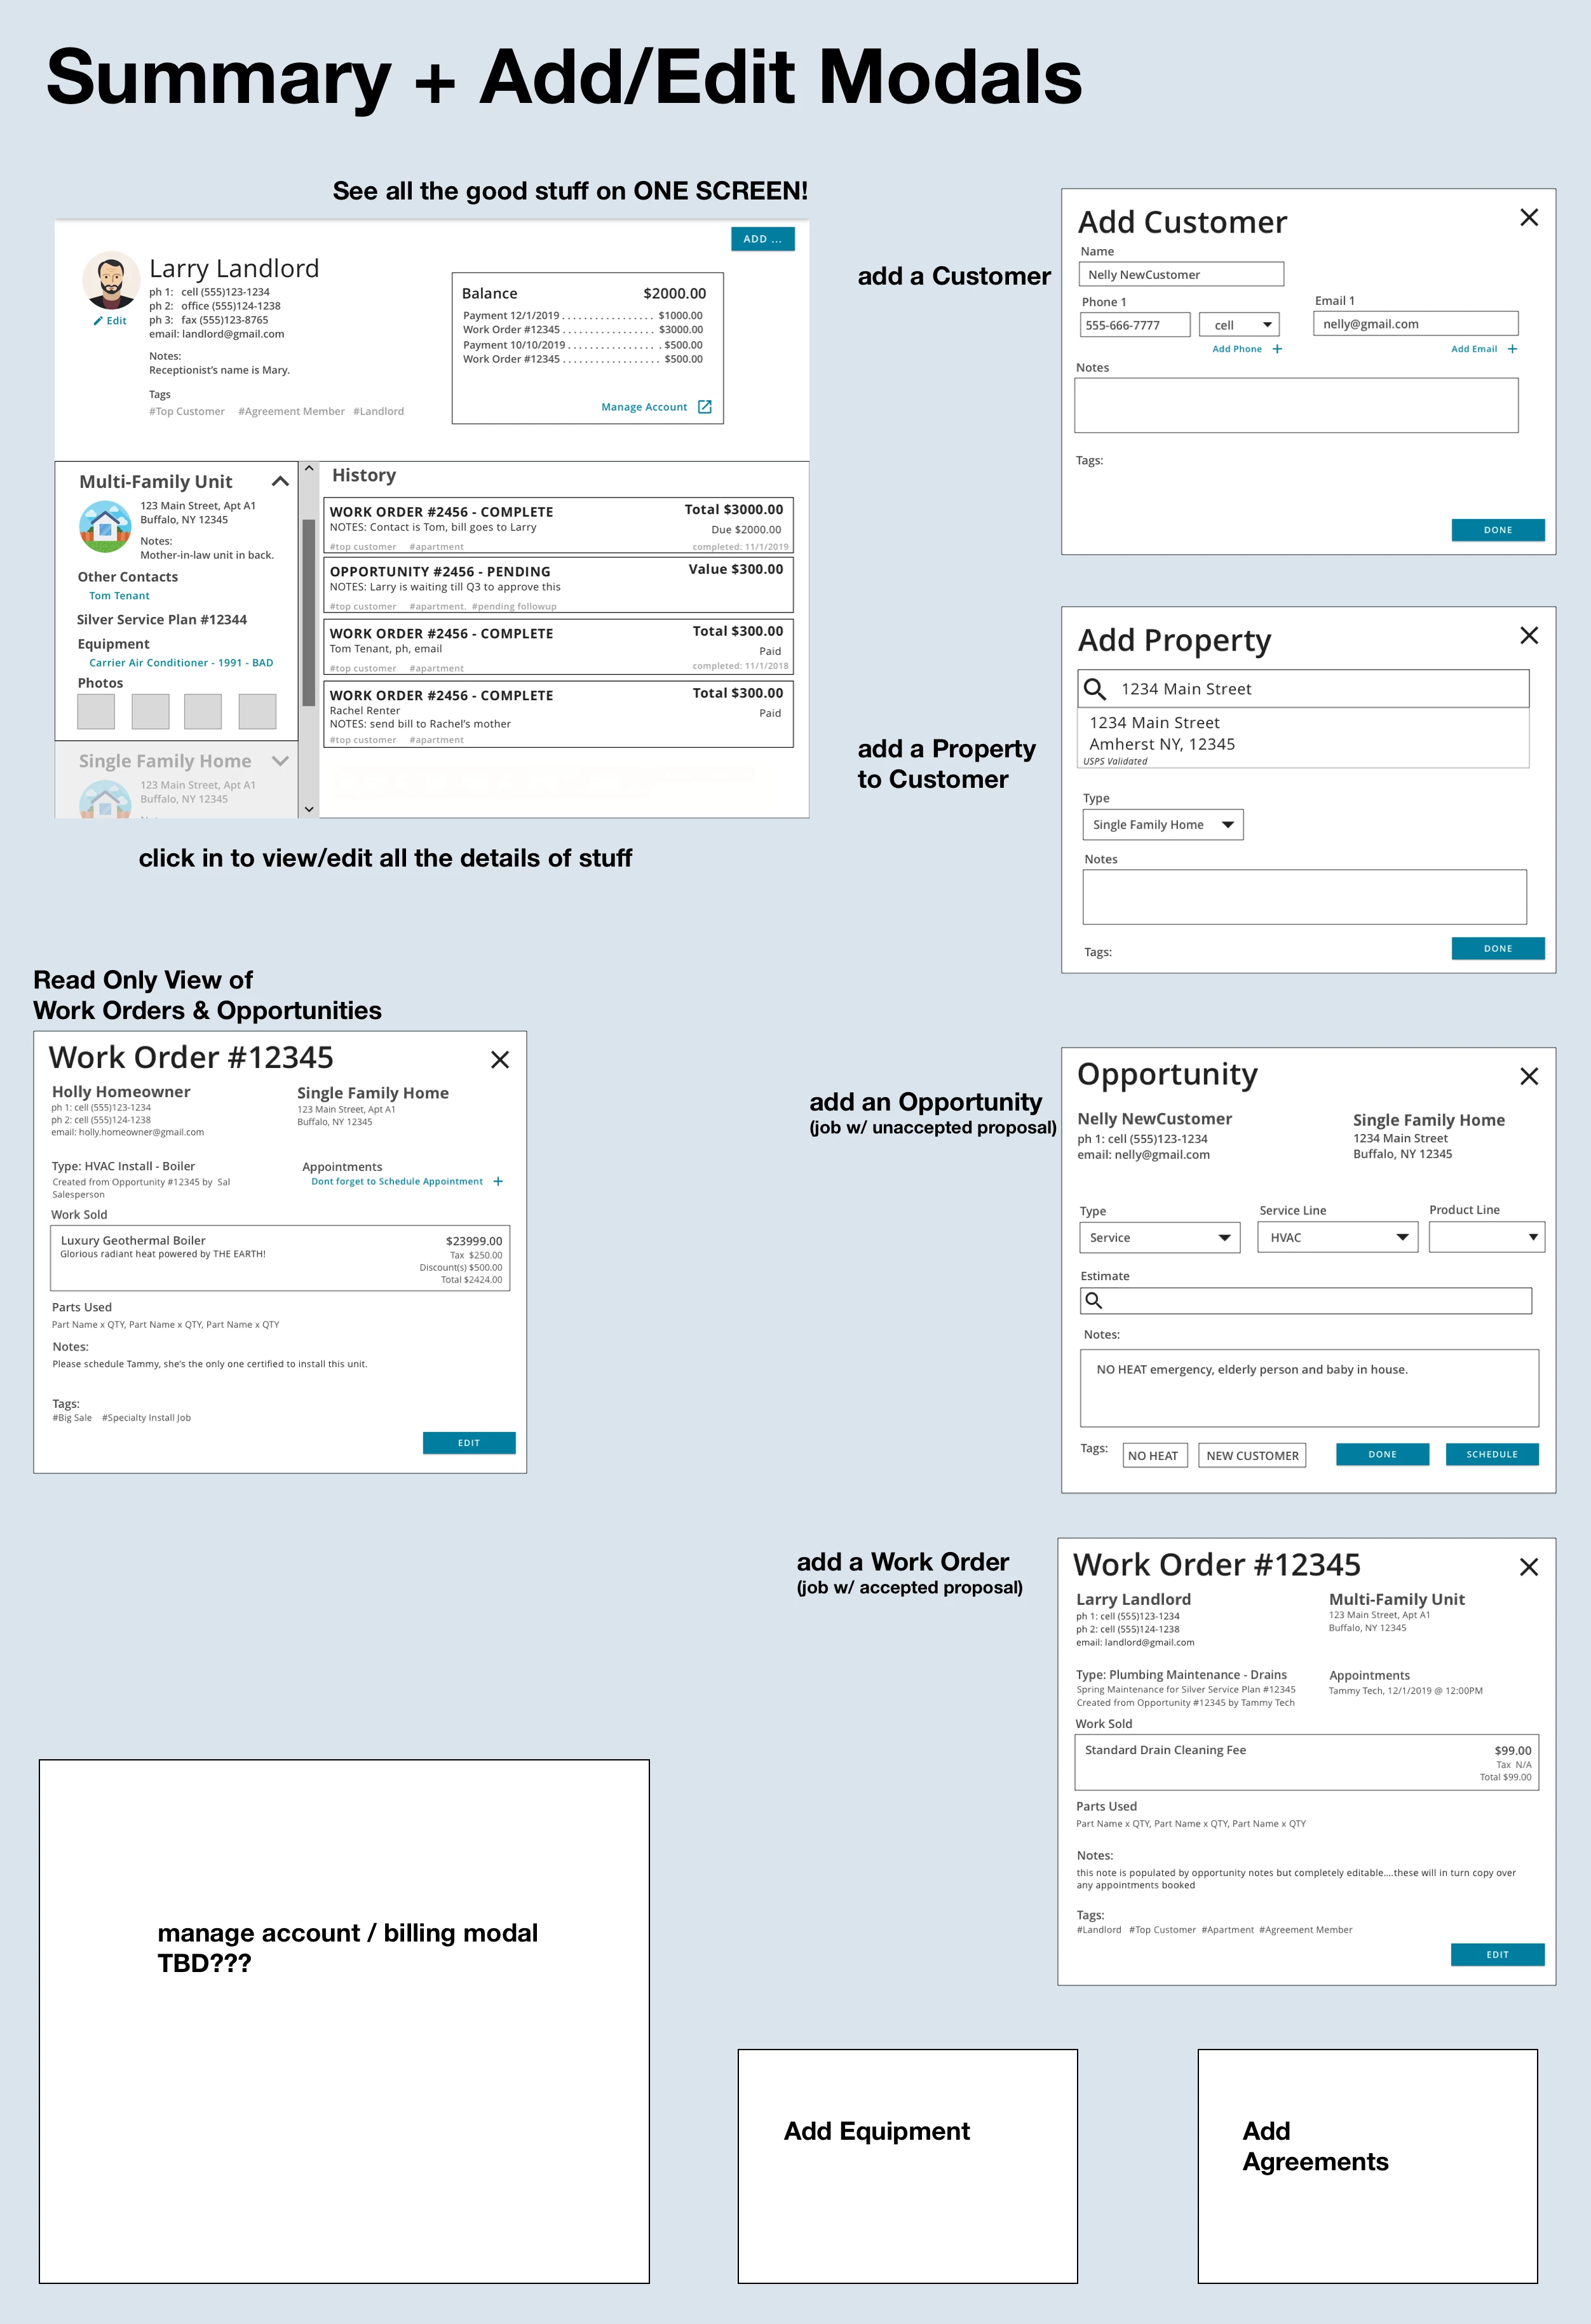 Summary + Add/Edit Modals
See all the good stuff on ONE SCREEN!
ADD ...
Larry Landlord
ph 1: cell (555)123-1234
ph 2: office (555)124-1238
ph 3: fax (555)123-8765
email: landlord@gmail.com
Edit
Notes:
Receptionist's name is Mary.
Tags
#Top Customer #Agreement Member #Landlord
Balance $2000.00
Payment 12/1/2019 . . . . . . . . . . . . . . . . $1000.00
Work Order #12345 . . . . . . . . . . . . . . . . $3000.00
Payment 10/10/2019 . . . . . . . . . . . . . . . . $500.00
Work Order #12345 . . . . . . . . . . . . . . . . . $500.00
Manage Account
Multi-Family Unit
123 Main Street, Apt A1
Buffalo, NY 12345
Notes:
Mother-in-law unit in back.
Other Contacts
Tom Tenant
Silver Service Plan #12344
Equipment
Carrier Air Conditioner - 1991 - BAD
Photos
Single Family Home
123 Main Street, Apt A1
Buffalo, NY 12345
History
WORK ORDER #2456 - COMPLETE Total $3000.00
NOTES: Contact is Tom, bill goes to Larry Due $2000.00
#top customer #apartment completed: 11/1/2019
OPPORTUNITY #2456 - PENDING Value $300.00
NOTES: Larry is waiting till Q3 to approve this
#top customer #apartment. #pending followup
WORK ORDER #2456 - COMPLETE Total $300.00
Tom Tenant, ph, email Paid
#top customer #apartment completed: 11/1/2018
WORK ORDER #2456 - COMPLETE Total $300.00
Rachel Renter Paid
NOTES: send bill to Rachel's mother
#top customer #apartment
click in to view/edit all the details of stuff
add a Customer
Add Customer
Name
Nelly NewCustomer
Phone 1 Email 1
555-666-7777 cell nelly@gmail.com
Add Phone + Add Email +
Notes
Tags:
DONE
add a Property
to Customer
Add Property
1234 Main Street
1234 Main Street
Amherst NY, 12345
USPS Validated
Type
Single Family Home
Notes
Tags:
DONE
Read Only View of
Work Orders & Opportunities
Work Order #12345
Holly Homeowner
ph 1: cell (555)123-1234
ph 2: cell (555)124-1238
email: holly.homeowner@gmail.com
Single Family Home
123 Main Street, Apt A1
Buffalo, NY 12345
Type: HVAC Install - Boiler
Created from Opportunity #12345 by Sal
Salesperson
Appointments
Dont forget to Schedule Appointment +
Work Sold
Luxury Geothermal Boiler $23999.00
Glorious radiant heat powered by THE EARTH! Tax $250.00
Discount(s) $500.00
Total $2424.00
Parts Used
Part Name x QTY, Part Name x QTY, Part Name x QTY
Notes:
Please schedule Tammy, she's the only one certified to install this unit.
Tags:
#Big Sale #Specialty Install Job
EDIT
add an Opportunity
(job w/ unaccepted proposal)
Opportunity
Nelly NewCustomer
ph 1: cell (555)123-1234
email: nelly@gmail.com
Single Family Home
1234 Main Street
Buffalo, NY 12345
Type Service Line Product Line
Service HVAC
Estimate
Notes:
NO HEAT emergency, elderly person and baby in house.
Tags: NO HEAT NEW CUSTOMER DONE SCHEDULE
add a Work Order
(job w/ accepted proposal)
Work Order #12345
Larry Landlord
ph 1: cell (555)123-1234
ph 2: cell (555)124-1238
email: landlord@gmail.com
Multi-Family Unit
123 Main Street, Apt A1
Buffalo, NY 12345
Type: Plumbing Maintenance - Drains
Spring Maintenance for Silver Service Plan #12345
Created from Opportunity #12345 by Tammy Tech
Appointments
Tammy Tech, 12/1/2019 @ 12:00PM
Work Sold
Standard Drain Cleaning Fee $99.00
Tax N/A
Total $99.00
Parts Used
Part Name x QTY, Part Name x QTY, Part Name x QTY
Notes:
this note is populated by opportunity notes but completely editable....these will in turn copy over
any appointments booked
Tags:
#Landlord #Top Customer #Apartment #Agreement Member
EDIT
manage account / billing modal
TBD???
Add Equipment
Add
Agreements